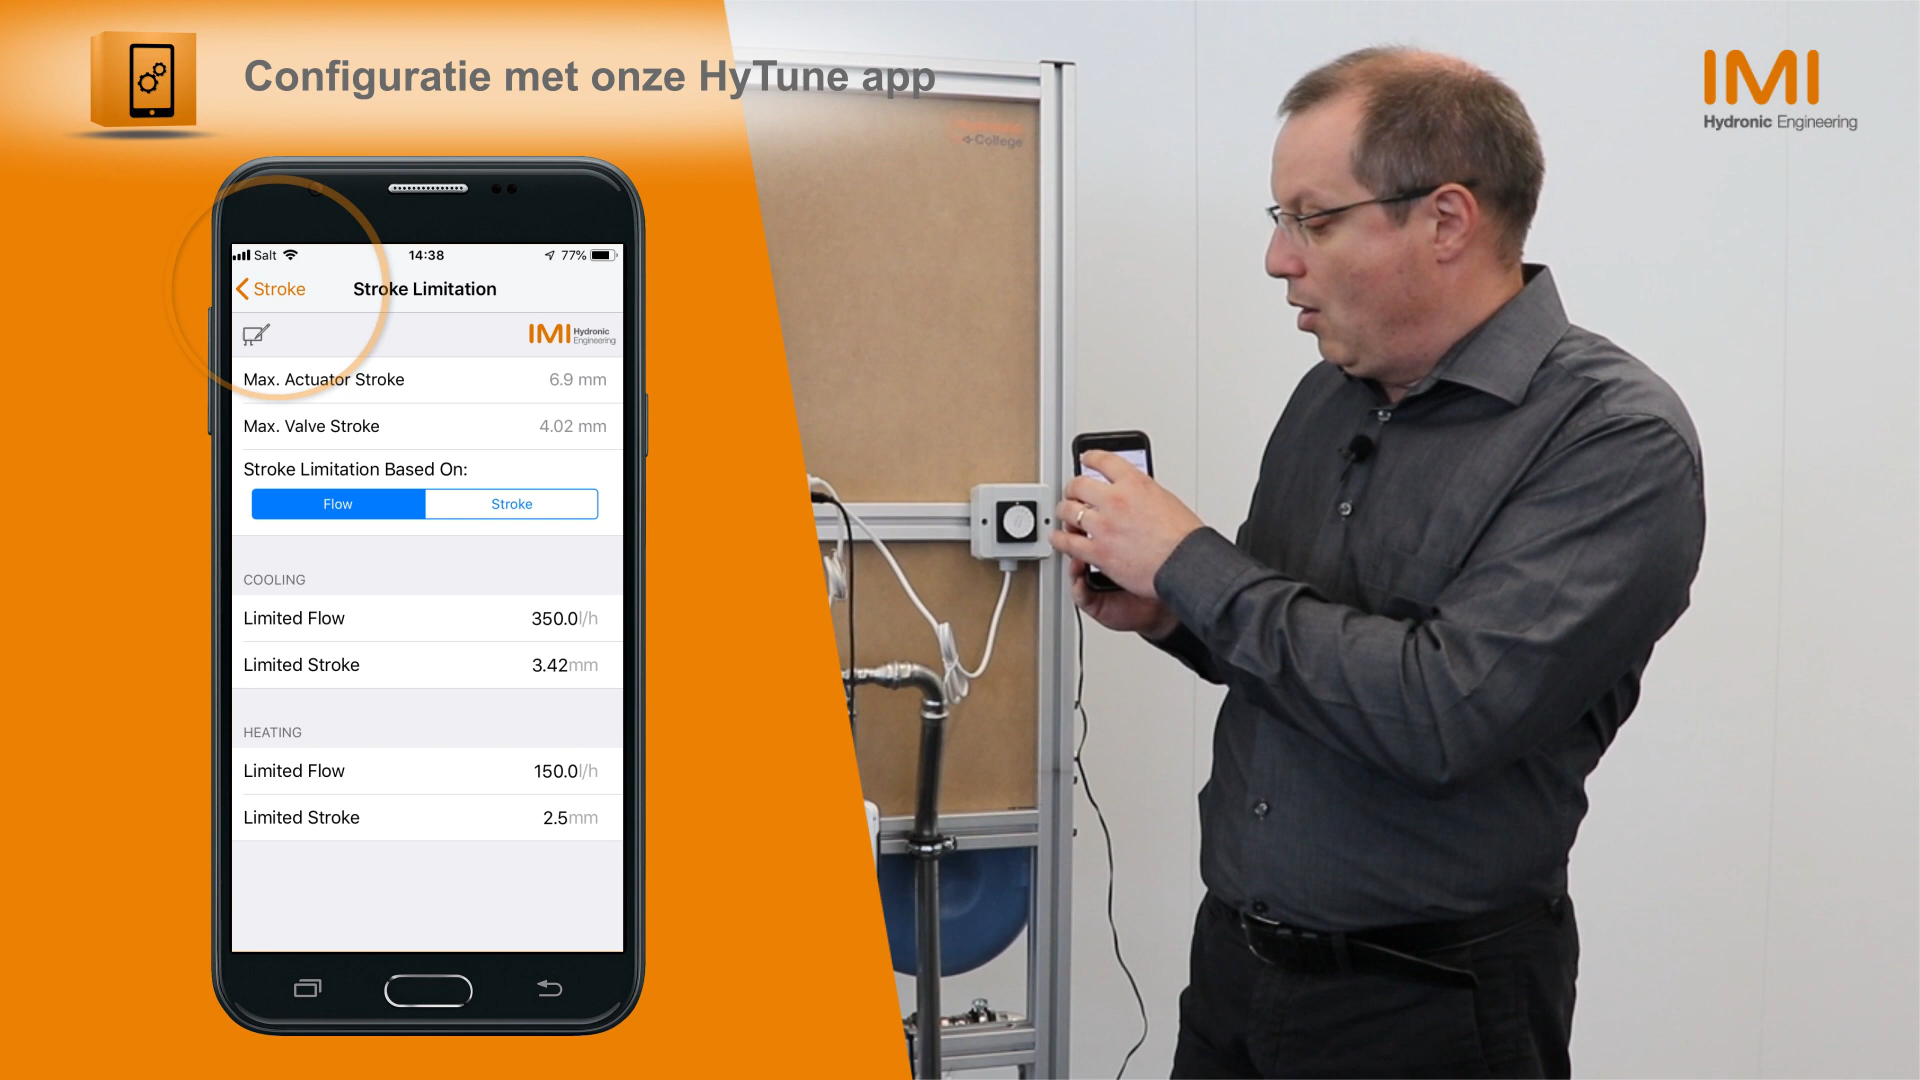 Configuratie met onze HyTune app
IMI
Hydronic Engineering
College
Salt
14:38
77%
Stroke
Stroke Limitation
IMI Hydronic
Engineering
Max. Actuator Stroke 6.9 mm
Max. Valve Stroke 4.02 mm
Stroke Limitation Based On:
Flow Stroke
COOLING
Limited Flow 350.0l/h
Limited Stroke 3.42mm
HEATING
Limited Flow 150.0l/h
Limited Stroke 2.5mm